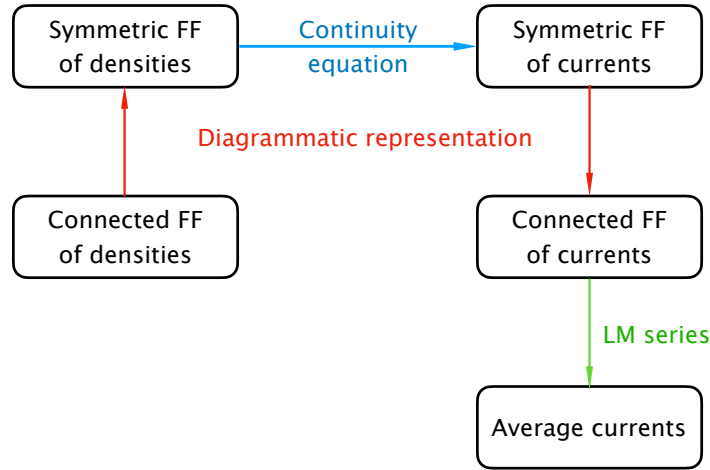 Symmetric FF
of densities
Continuity
equation
Symmetric FF
of currents
Diagrammatic representation
Connected FF
of densities
Connected FF
of currents
LM series
Average currents